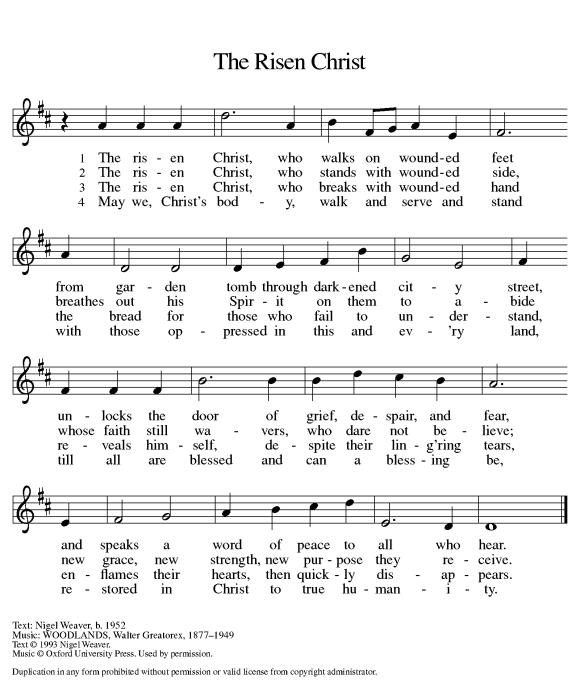 The Risen Christ
1 The ris - en Christ, who walks on wound-ed feet
2 The ris - en Christ, who stands with wound-ed side,
3 The ris - en Christ, who breaks with wound-ed hand
4 May we, Christ's bod - y, walk and serve and stand
from gar - den tomb through dark-ened cit - y street,
breathes out his Spir - it on them to a - bide
the bread for those who fail to un - der - stand,
with those op - pressed in this and ev - 'ry land,
un - locks the door of grief, de - spair, and fear,
whose faith still wa - vers, who dare not be - lieve;
re - veals him - self, de - spite their lin - g'ring tears,
till all are blessed and can a bless - ing be,
and speaks a word of peace to all who hear.
new grace, new strength, new pur - pose they re - ceive.
en - flames their hearts, then quick - ly dis - ap - pears.
re - stored in Christ to true hu - man - i - ty.
Text: Nigel Weaver, b. 1952
Music: WOODLANDS, Walter Greatorex, 1877–1949
Text © 1993 Nigel Weaver.
Music © Oxford University Press. Used by permission.
Duplication in any form prohibited without permission or valid license from copyright administrator.